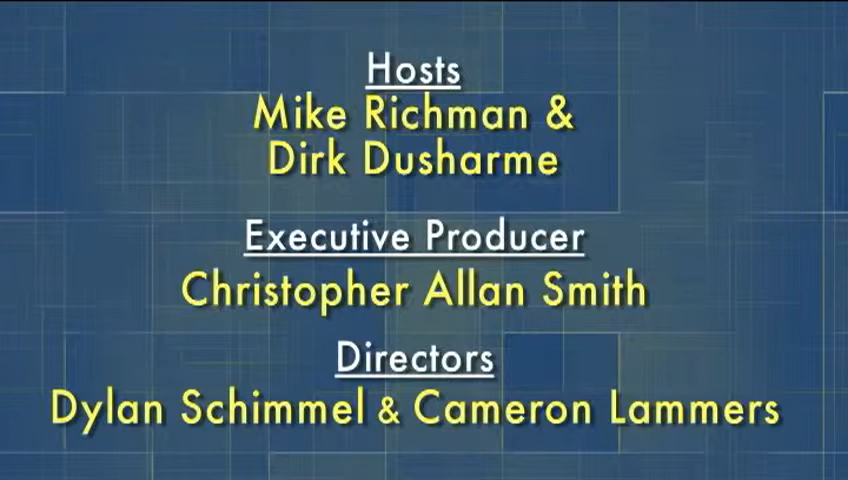 Hosts
Mike Richman &
Dirk Dusharme
Executive Producer
Christopher Allan Smith
Directors
Dylan Schimmel & Cameron Lammers